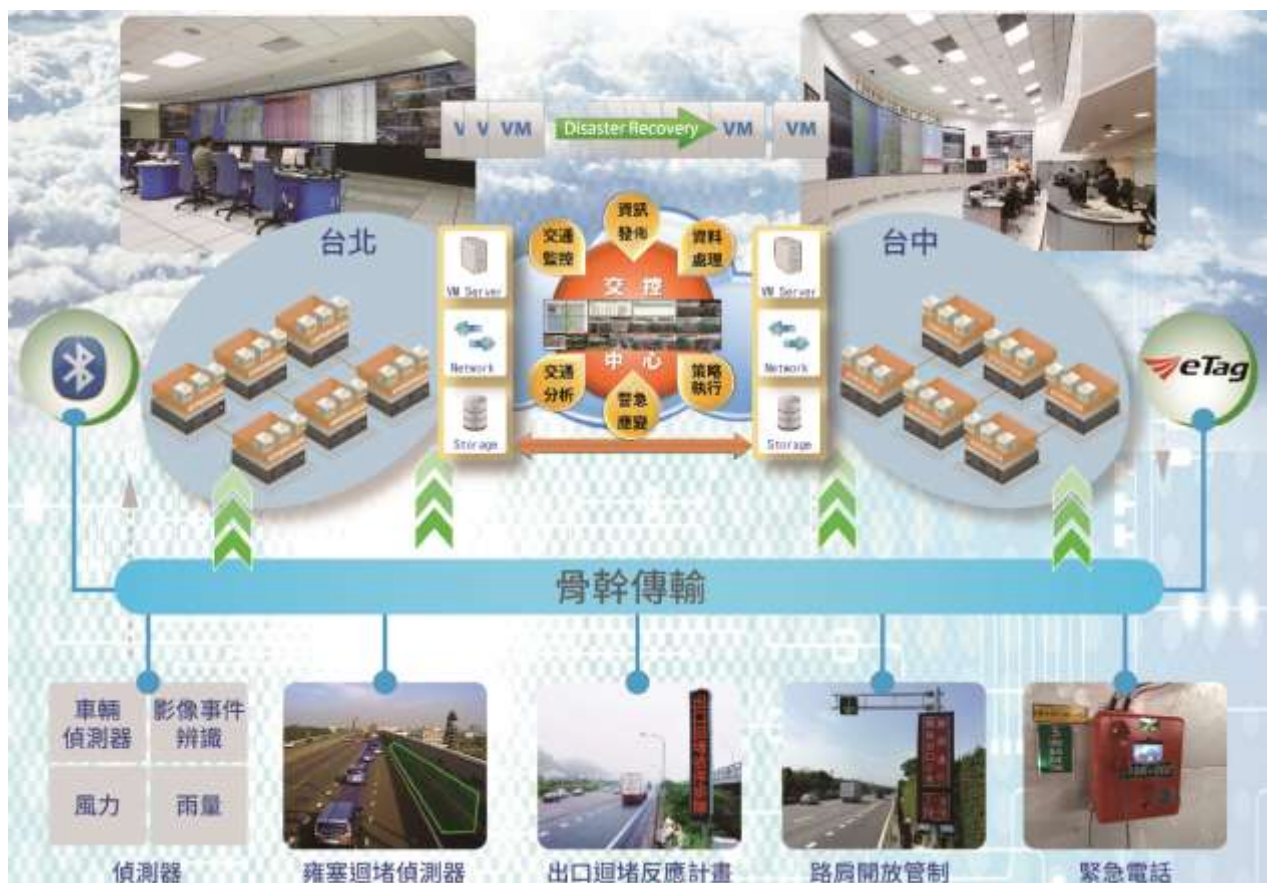 V V VM
Disaster Recovery
VM VM
台北
台中
資訊
發佈
交通
監控
資料
處理
交 控
中 心
交通
分析
策略
執行
緊急
應變
VM Server
Network
Storage
VM Server
Network
Storage
eTag
骨幹傳輸
車輛
偵測器
影像事件
辨識
風力
雨量
偵測器
雍塞迴堵偵測器
出口迴堵反應計畫
路肩開放管制
緊急電話